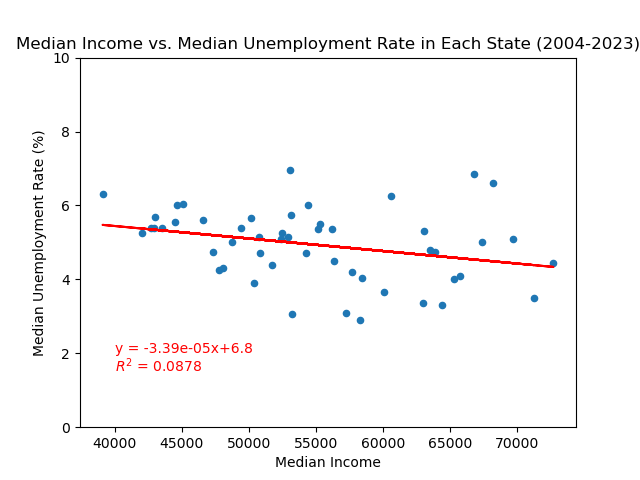 Median Income vs. Median Unemployment Rate in Each State (2004-2023)
10
8
6
4
2
0
Median Unemployment Rate (%)
y = -3.39e-05x+6.8
R² = 0.0878
40000 45000 50000 55000 60000 65000 70000
Median Income